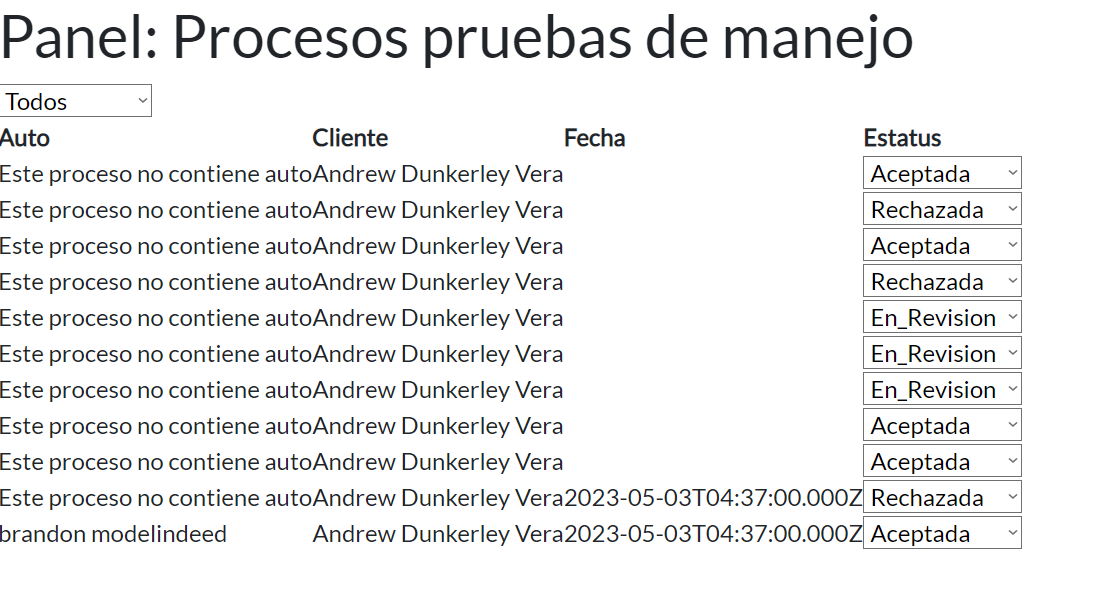 Panel: Procesos pruebas de manejo
Todos
Auto Cliente Fecha Estatus
Este proceso no contiene auto Andrew Dunkerley Vera Aceptada
Este proceso no contiene auto Andrew Dunkerley Vera Rechazada
Este proceso no contiene auto Andrew Dunkerley Vera Aceptada
Este proceso no contiene auto Andrew Dunkerley Vera Rechazada
Este proceso no contiene auto Andrew Dunkerley Vera En_Revision
Este proceso no contiene auto Andrew Dunkerley Vera En_Revision
Este proceso no contiene auto Andrew Dunkerley Vera En_Revision
Este proceso no contiene auto Andrew Dunkerley Vera Aceptada
Este proceso no contiene auto Andrew Dunkerley Vera Aceptada
Este proceso no contiene auto Andrew Dunkerley Vera 2023-05-03T04:37:00.000Z Rechazada
brandon modelindeed Andrew Dunkerley Vera 2023-05-03T04:37:00.000Z Aceptada